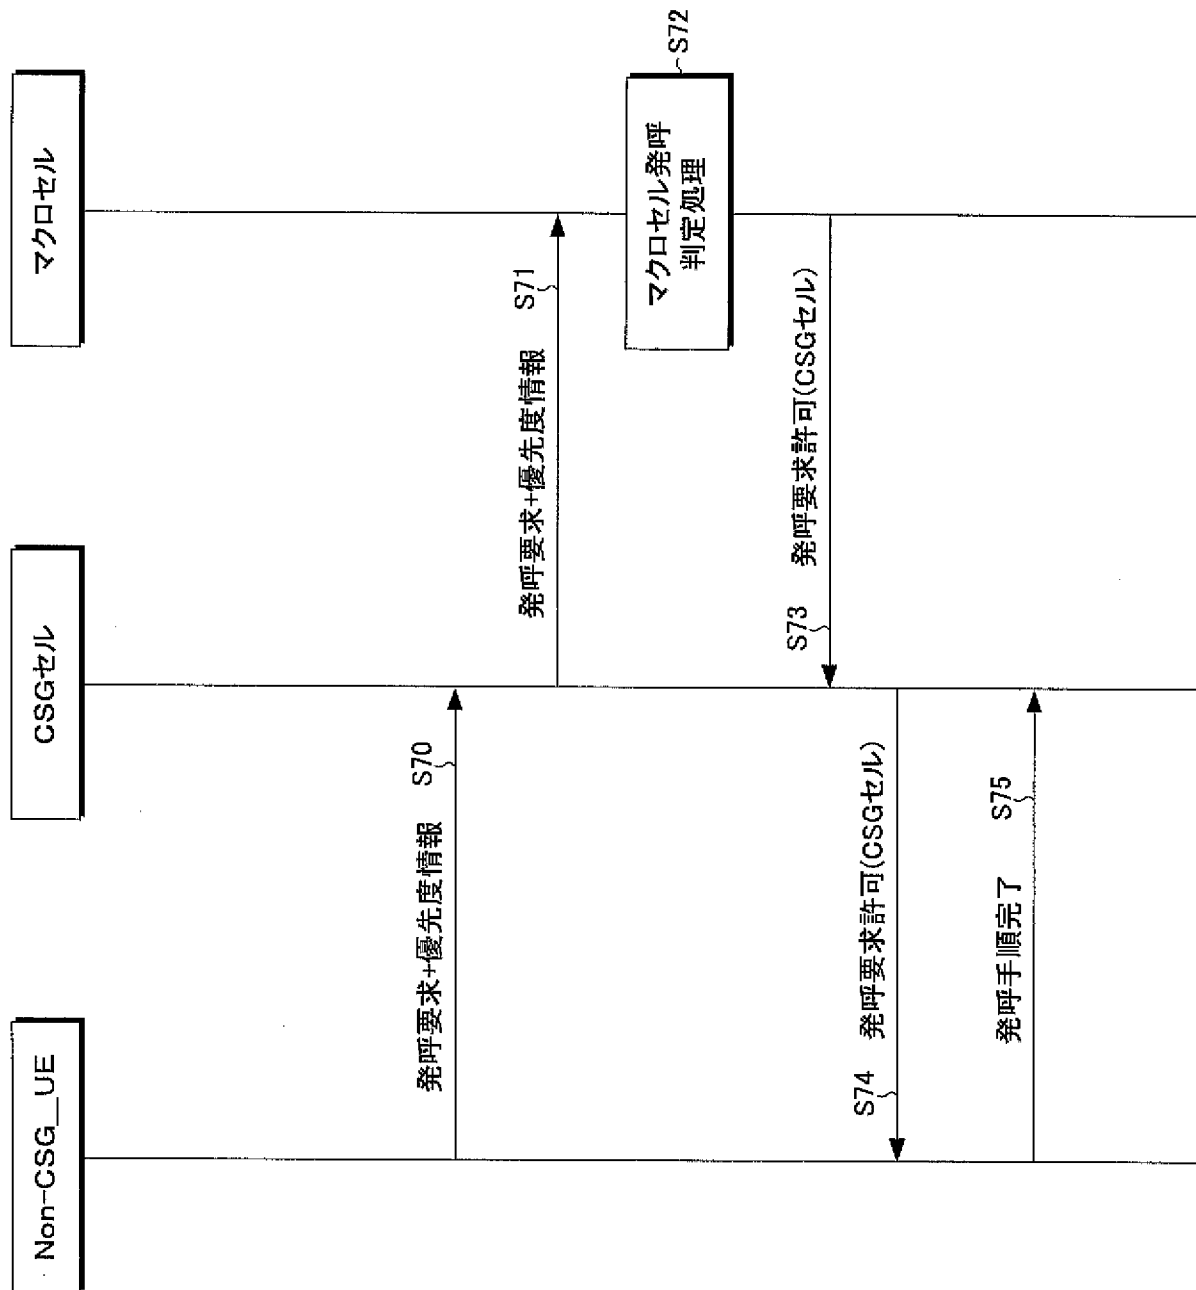 Non-CSG_UE
CSGセル
マクロセル
発呼要求+優先度情報
S70
発呼要求+優先度情報
S71
マクロセル発呼
判定処理
S72
S73
発呼要求許可(CSGセル)
S74
発呼要求許可(CSGセル)
発呼手順完了
S75